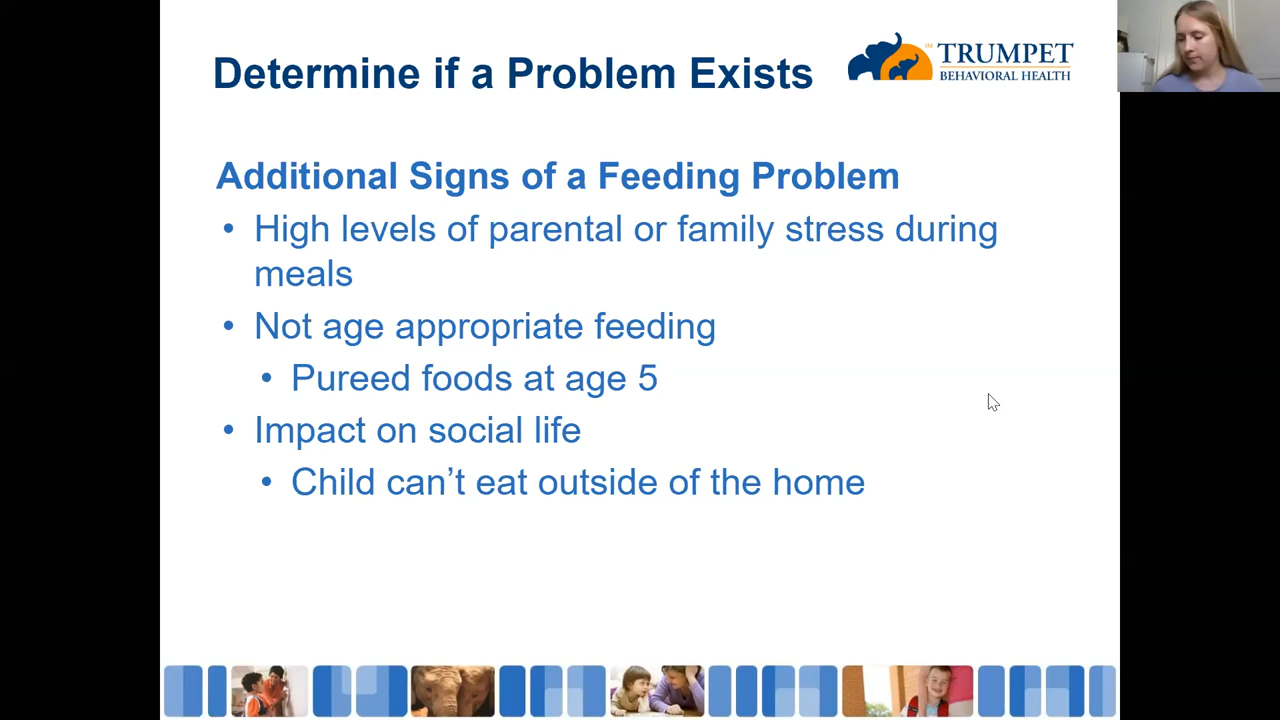 Determine if a Problem Exists
SM TRUMPET
BEHAVIORAL HEALTH
Additional Signs of a Feeding Problem
• High levels of parental or family stress during
meals
• Not age appropriate feeding
• Pureed foods at age 5
• Impact on social life
• Child can’t eat outside of the home